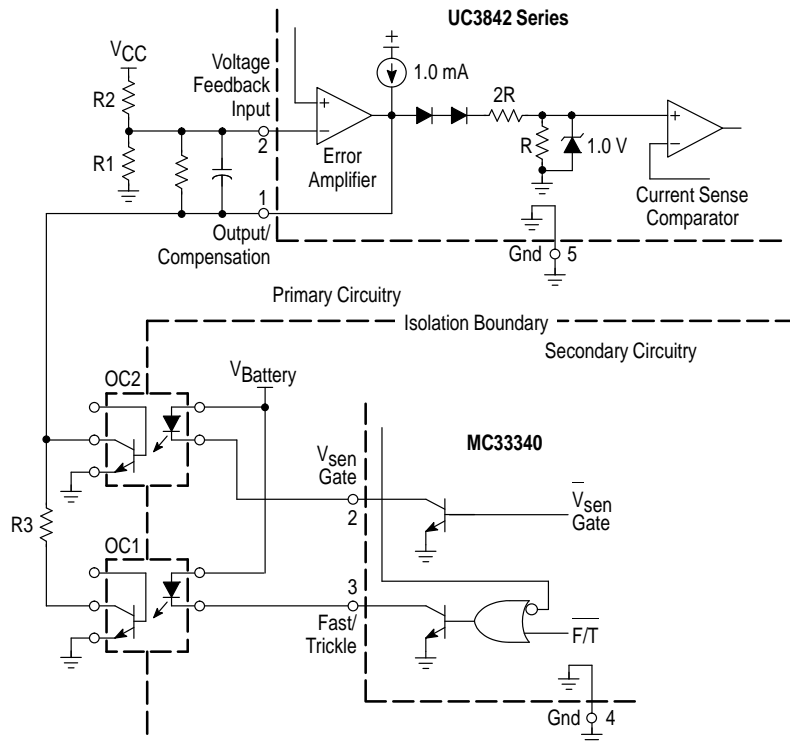 UC3842 Series
VCC
Voltage
Feedback
Input
+
1.0 mA
R2
2R
+
−
2
R1
Error
Amplifier
R
1.0 V
+
−
1
Output/
Compensation
Current Sense
Comparator
Gnd 5
Primary Circuitry
Isolation Boundary
Secondary Circuitry
OC2
VBattery
MC33340
Vsen
Gate
2
V̅sen
Gate
R3
OC1
3
Fast/
Trickle
F̅/̅T̅
Gnd 4